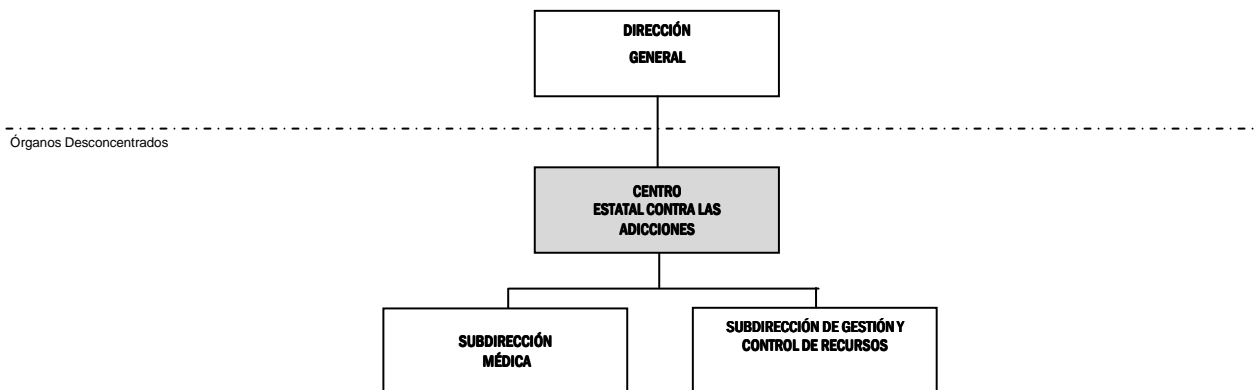 DIRECCIÓN
GENERAL
Órganos Desconcentrados
CENTRO
ESTATAL CONTRA LAS
ADICCIONES
SUBDIRECCIÓN
MÉDICA
SUBDIRECCIÓN DE GESTIÓN Y
CONTROL DE RECURSOS